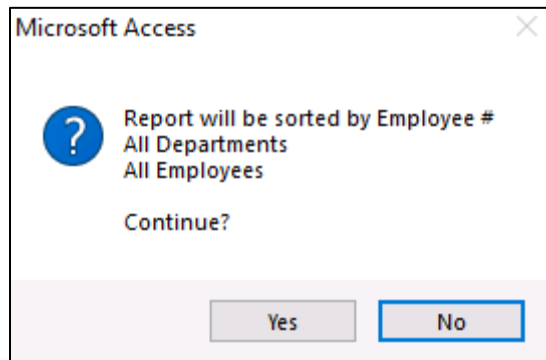 Microsoft Access
Report will be sorted by Employee #
All Departments
All Employees
Continue?
Yes No